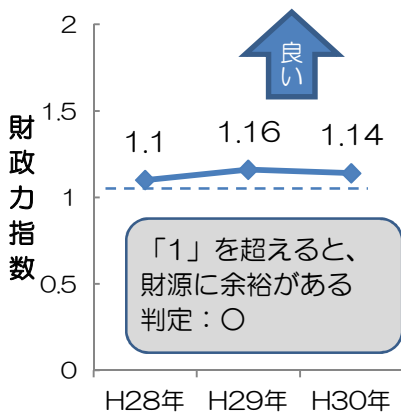 2
1.5
1
0.5
0
財政力指数
良い
1.1
1.16
1.14
「1」を超えると、
財源に余裕がある
判定：〇
H28年
H29年
H30年